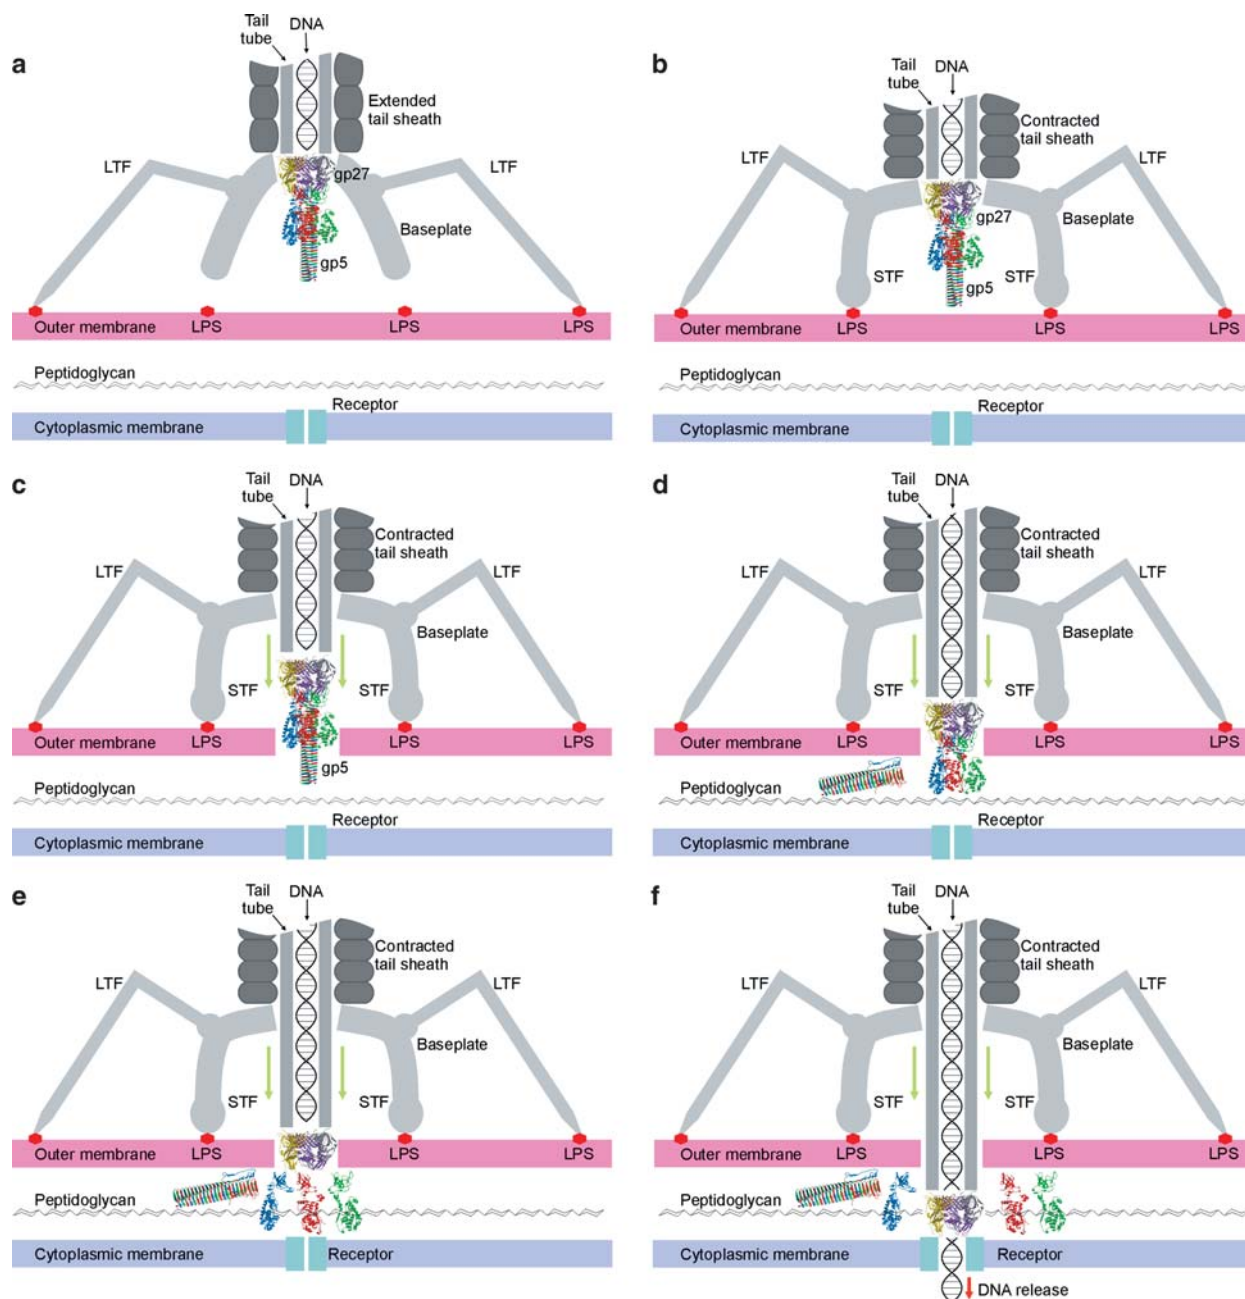 a
Tail
tube
DNA
Extended
tail sheath
LTF
LTF
gp27
Baseplate
gp5
Outer membrane
LPS
LPS
LPS
Peptidoglycan
Receptor
Cytoplasmic membrane
b
Tail
tube
DNA
Contracted
tail sheath
LTF
LTF
gp27
Baseplate
STF
STF
gp5
Outer membrane
LPS
LPS
LPS
Peptidoglycan
Receptor
Cytoplasmic membrane
c
Tail
tube
DNA
Contracted
tail sheath
LTF
LTF
Baseplate
STF
STF
Outer membrane
LPS
LPS
LPS
gp5
Peptidoglycan
Receptor
Cytoplasmic membrane
d
Tail
tube
DNA
Contracted
tail sheath
LTF
LTF
Baseplate
STF
STF
Outer membrane
LPS
LPS
LPS
Peptidoglycan
Receptor
Cytoplasmic membrane
e
Tail
tube
DNA
Contracted
tail sheath
LTF
LTF
Baseplate
STF
STF
Outer membrane
LPS
LPS
LPS
Peptidoglycan
Cytoplasmic membrane
Receptor
f
Tail
tube
DNA
Contracted
tail sheath
LTF
LTF
Baseplate
STF
STF
Outer membrane
LPS
LPS
LPS
Peptidoglycan
Cytoplasmic membrane
Receptor
DNA release